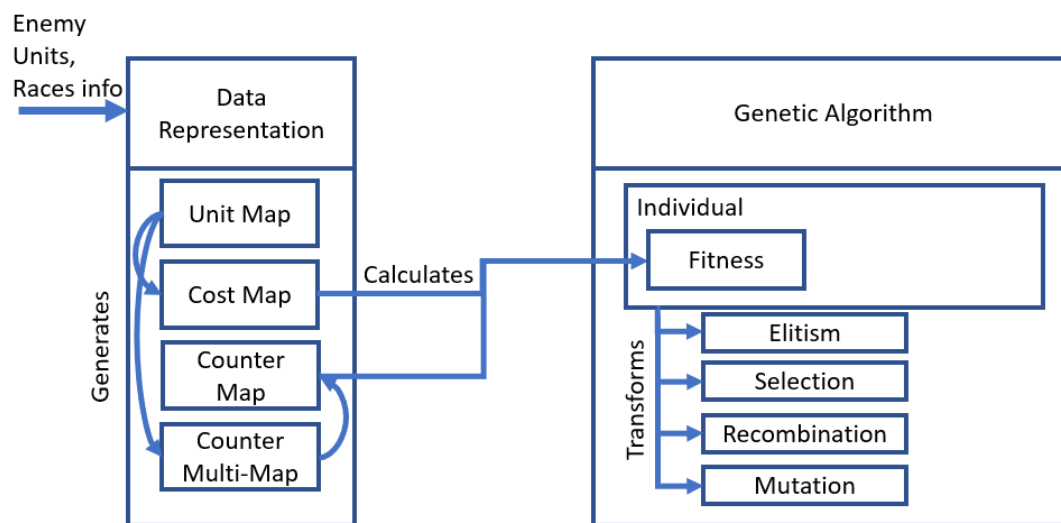 Enemy
Units,
Races info
Data
Representation
Generates
Unit Map
Cost Map
Counter
Map
Counter
Multi-Map
Calculates
Genetic Algorithm
Individual
Fitness
Transforms
Elitism
Selection
Recombination
Mutation